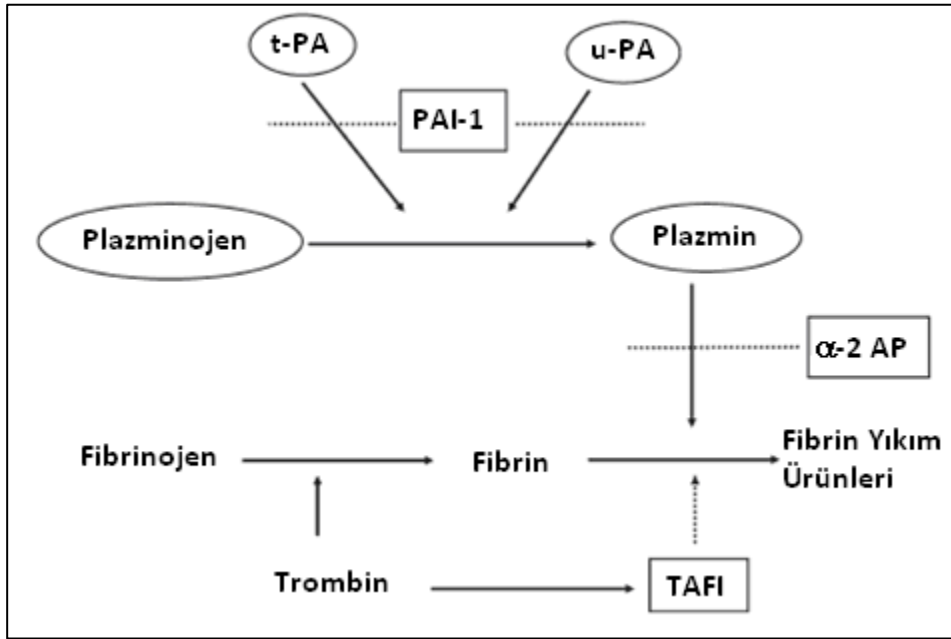 t-PA
u-PA
PAI-1
Plazminojen
Plazmin
α-2 AP
Fibrinojen
Fibrin
Fibrin Yıkım
Ürünleri
Trombin
TAFI